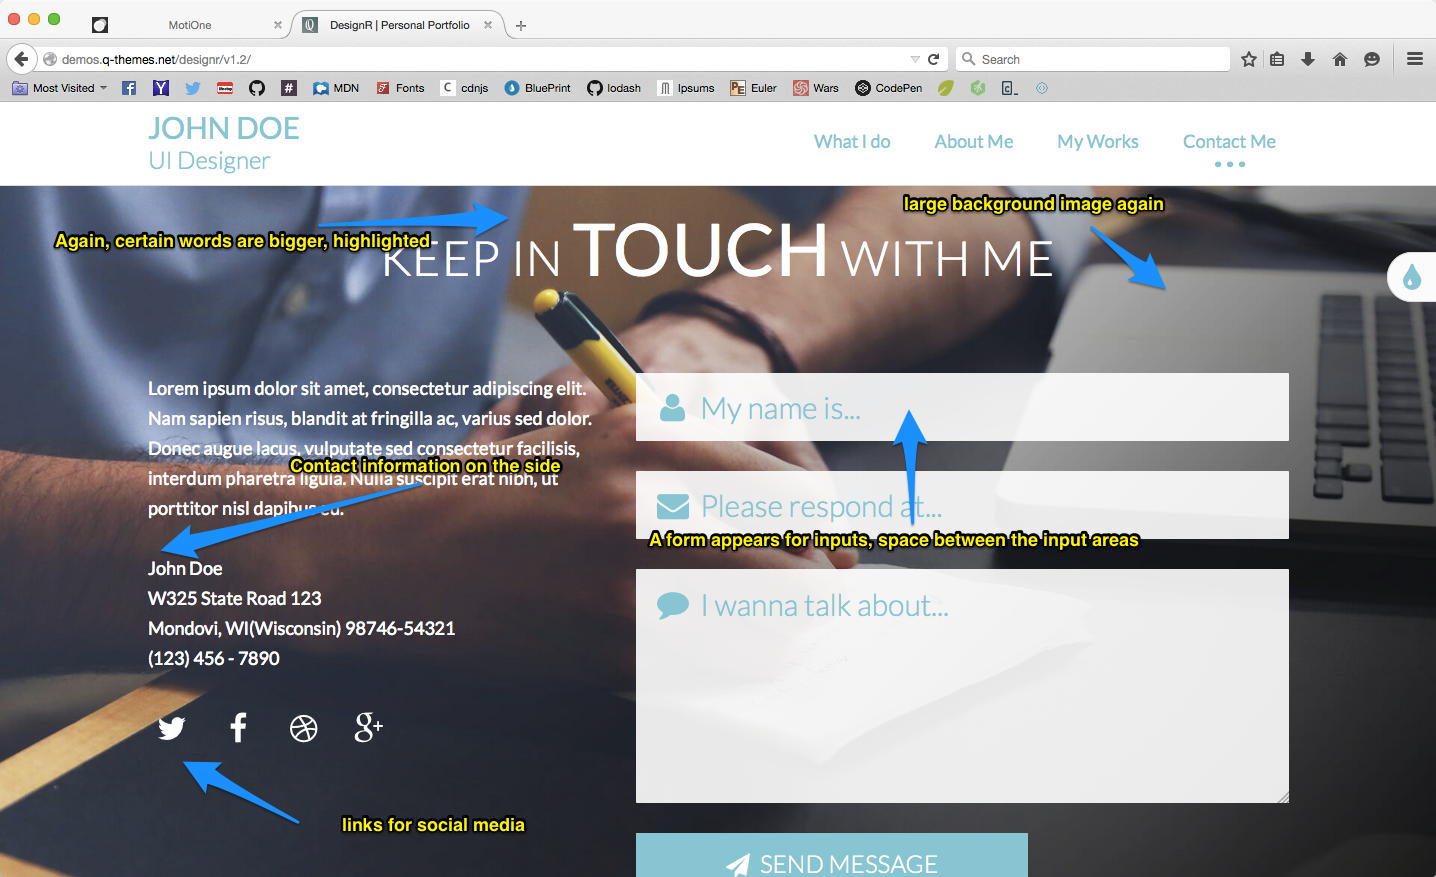 MotiOne
DesignR | Personal Portfolio
demos.q-themes.net/designr/v1.2/
Search
Most Visited
MDN
Fonts
cdnjs
BluePrint
lodash
Ipsums
Euler
Wars
CodePen
JOHN DOE
UI Designer
What I do
About Me
My Works
Contact Me
large background image again
Again, certain words are bigger, highlighted
KEEP IN TOUCH WITH ME
Lorem ipsum dolor sit amet, consectetur adipiscing elit.
Nam sapien risus, blandit at fringilla ac, varius sed dolor.
Donec augue lacus, vulputate sed consectetur facilisis,
Contact information on the side
interdum pharetra ligula. Nulla suscipit erat nibh, ut
porttitor nisl dapibus eu.
John Doe
W325 State Road 123
Mondovi, WI(Wisconsin) 98746-54321
(123) 456 - 7890
links for social media
My name is...
Please respond at...
A form appears for inputs, space between the input areas
I wanna talk about...
SEND MESSAGE